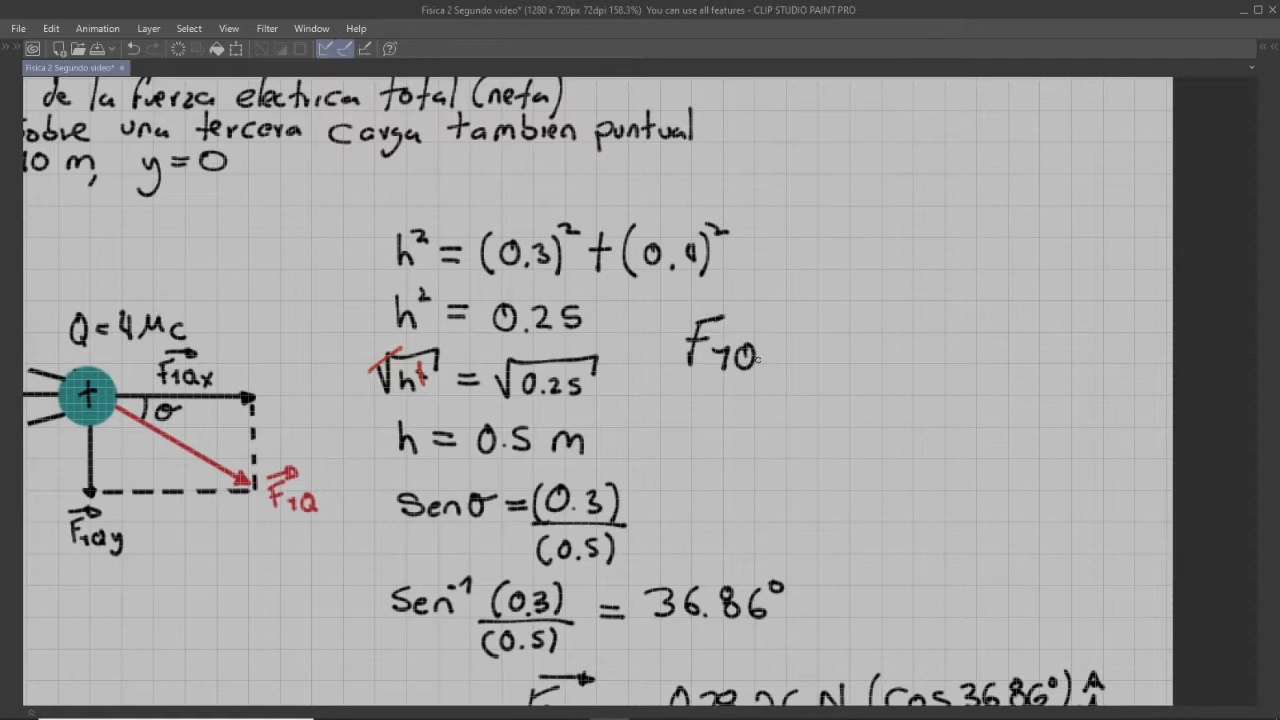 Fisica 2 Segundo video* (1280 x 720px 72dpi 158.3%) You can use all features - CLIP STUDIO PAINT PRO
File Edit Animation Layer Select View Filter Window Help
Fisica 2 Segundo video*
de la fuerza electrica total (neta)
sobre una tercera carga tambien puntual
10 m, y = 0
h² = (0.3)² + (0.4)²
h² = 0.25
F1Q
√h² = √0.25
h = 0.5 m
Q = 4 μc
F1Qx
+
σ
F1Q
F1Qy
Sen σ = (0.3)/(0.5)
Sen⁻¹ (0.3)/(0.5) = 36.86°
N (Cos 36.86°)